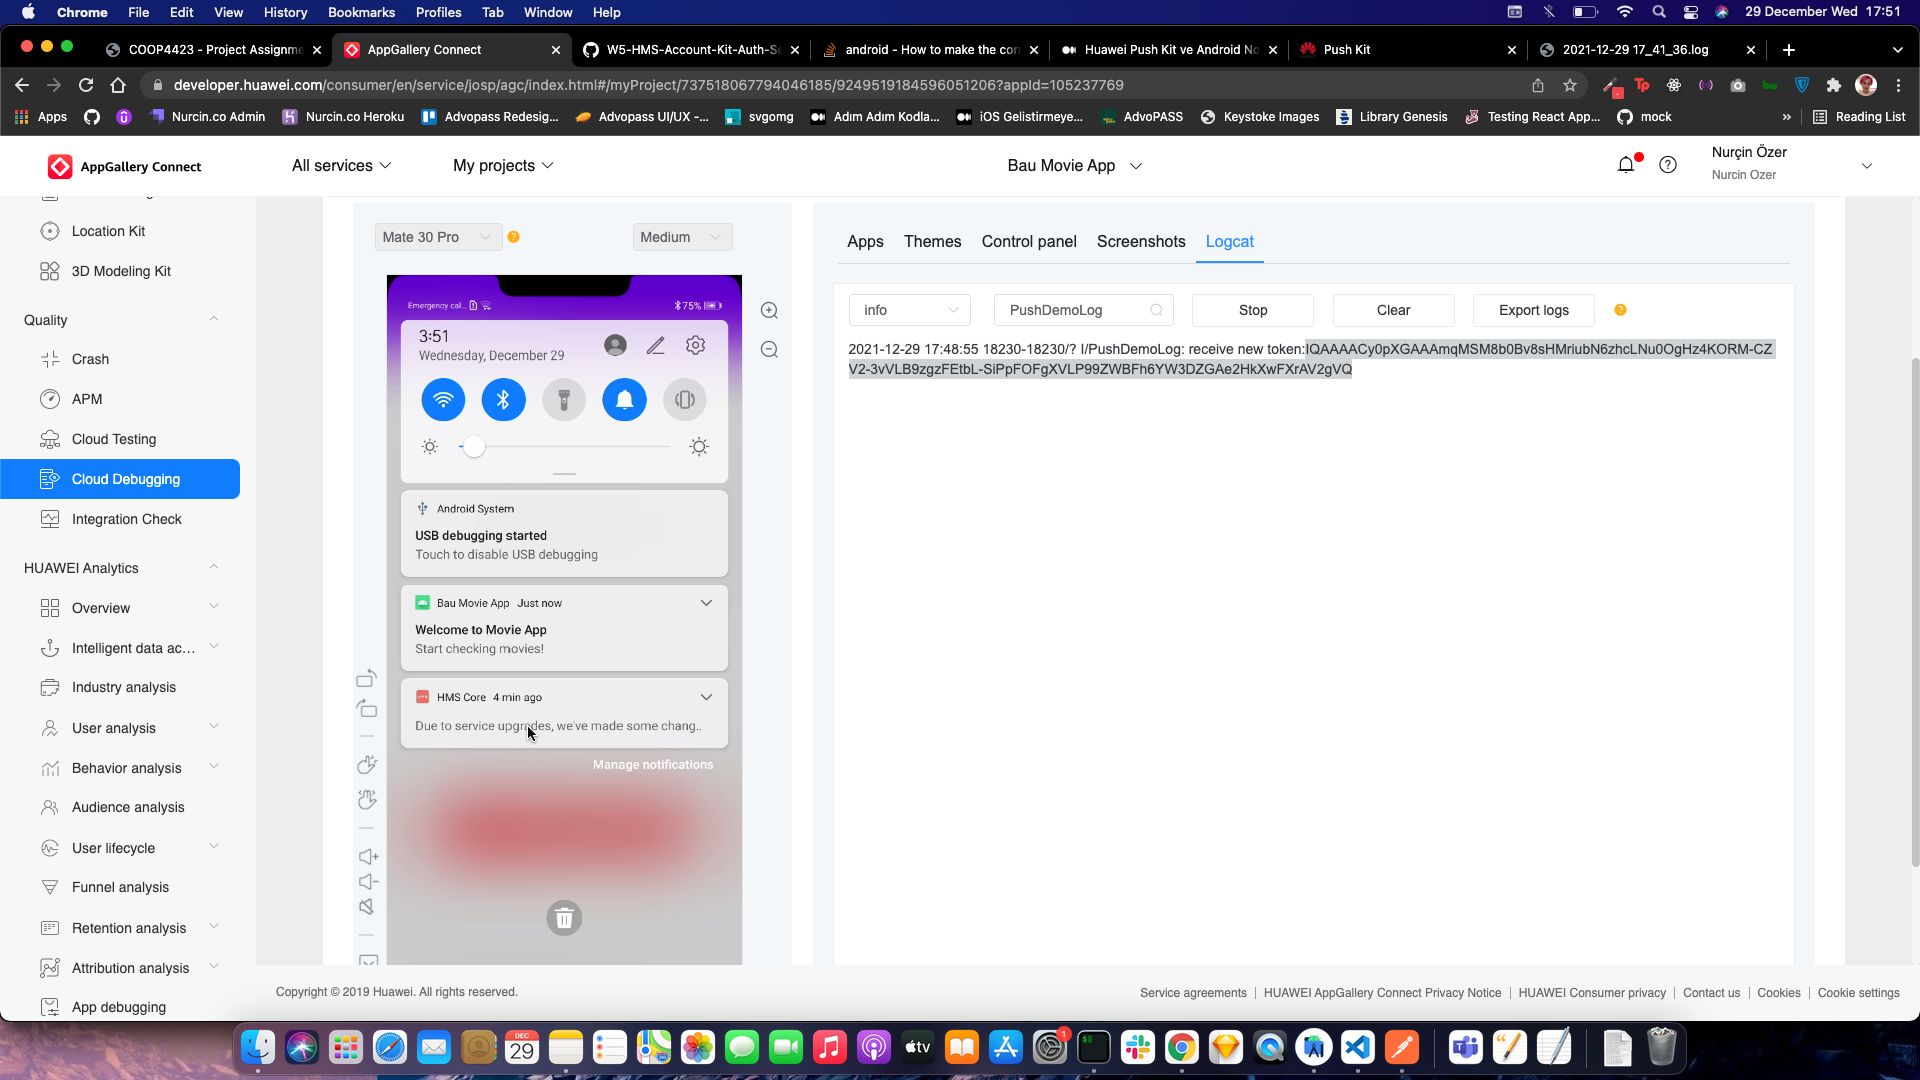 Chrome File Edit View History Bookmarks Profiles Tab Window Help
29 December Wed 17:51
COOP4423 - Project Assignme
AppGallery Connect
W5-HMS-Account-Kit-Auth-Se
android - How to make the cor
Huawei Push Kit ve Android No
Push Kit
2021-12-29 17_41_36.log
developer.huawei.com/consumer/en/service/josp/agc/index.html#/myProject/737518067794046185/9249519184596051206?appId=105237769
Apps
Nurcin.co Admin
Nurcin.co Heroku
Advopass Redesig...
Advopass UI/UX -...
svgomg
Adım Adım Kodla...
iOS Gelistirmeye...
AdvoPASS
Keystoke Images
Library Genesis
Testing React App...
mock
»
Reading List
AppGallery Connect
All services
My projects
Bau Movie App
Nurçin Özer
Nurcin Ozer
Location Kit
3D Modeling Kit
Quality
Crash
APM
Cloud Testing
Cloud Debugging
Integration Check
HUAWEI Analytics
Overview
Intelligent data ac...
Industry analysis
User analysis
Behavior analysis
Audience analysis
User lifecycle
Funnel analysis
Retention analysis
Attribution analysis
App debugging
Mate 30 Pro
Medium
Emergency cal..
75%
3:51
Wednesday, December 29
Android System
USB debugging started
Touch to disable USB debugging
Bau Movie App Just now
Welcome to Movie App
Start checking movies!
HMS Core 4 min ago
Due to service upgrades, we've made some chang..
Manage notifications
Apps Themes Control panel Screenshots Logcat
info
PushDemoLog
Stop
Clear
Export logs
2021-12-29 17:48:55 18230-18230/? I/PushDemoLog: receive new token:IQAAAACy0pXGAAAmqMSM8b0Bv8sHMriubN6zhcLNu0OgHz4KORM-CZ
V2-3vVLB9zgzFEtbL-SiPpFOFgXVLP99ZWBFh6YW3DZGAe2HkXwFXrAV2gVQ
Copyright © 2019 Huawei. All rights reserved.
Service agreements | HUAWEI AppGallery Connect Privacy Notice | HUAWEI Consumer privacy | Contact us | Cookies | Cookie settings
DEC
29
tv
1